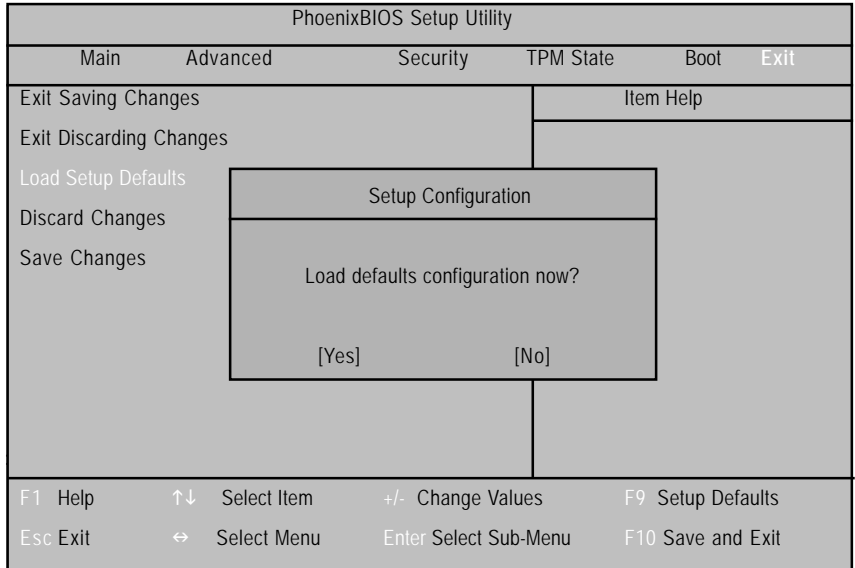 PhoenixBIOS Setup Utility
Main Advanced Security TPM State Boot Exit
Exit Saving Changes
Item Help
Exit Discarding Changes
Load Setup Defaults
Discard Changes
Save Changes
Setup Configuration
Load defaults configuration now?
[Yes] [No]
F1 Help ↑↓ Select Item +/- Change Values F9 Setup Defaults
Esc Exit ↔ Select Menu Enter Select Sub-Menu F10 Save and Exit